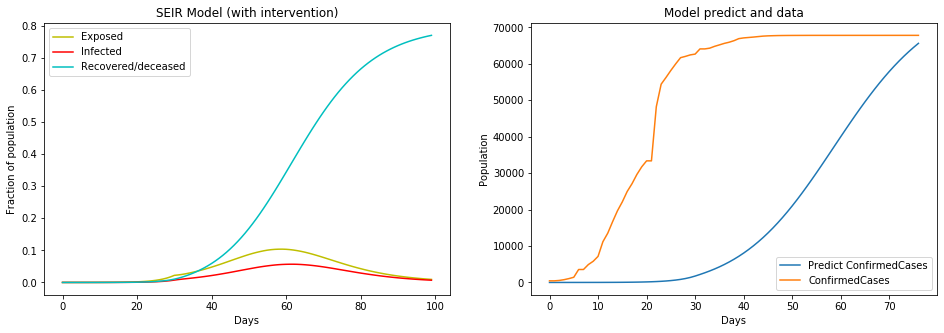 SEIR Model (with intervention)
Fraction of population
0.8
0.7
0.6
0.5
0.4
0.3
0.2
0.1
0.0
Exposed
Infected
Recovered/deceased
0 20 40 60 80 100
Days
Model predict and data
Population
70000
60000
50000
40000
30000
20000
10000
0
Predict ConfirmedCases
ConfirmedCases
0 10 20 30 40 50 60 70
Days